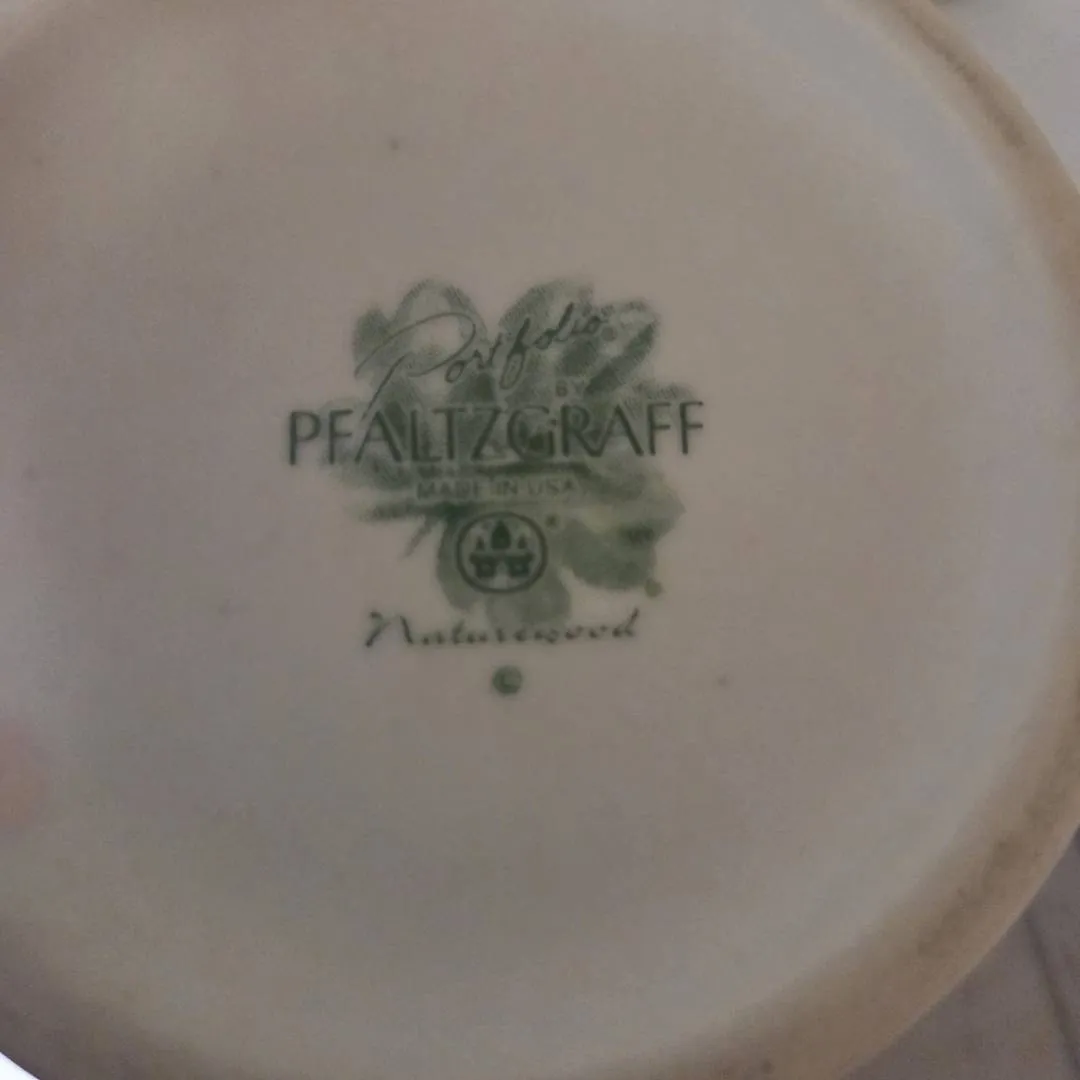 Portfolio®
BY
PFALTZGRAFF
MADE IN USA
®
Naturewood
©